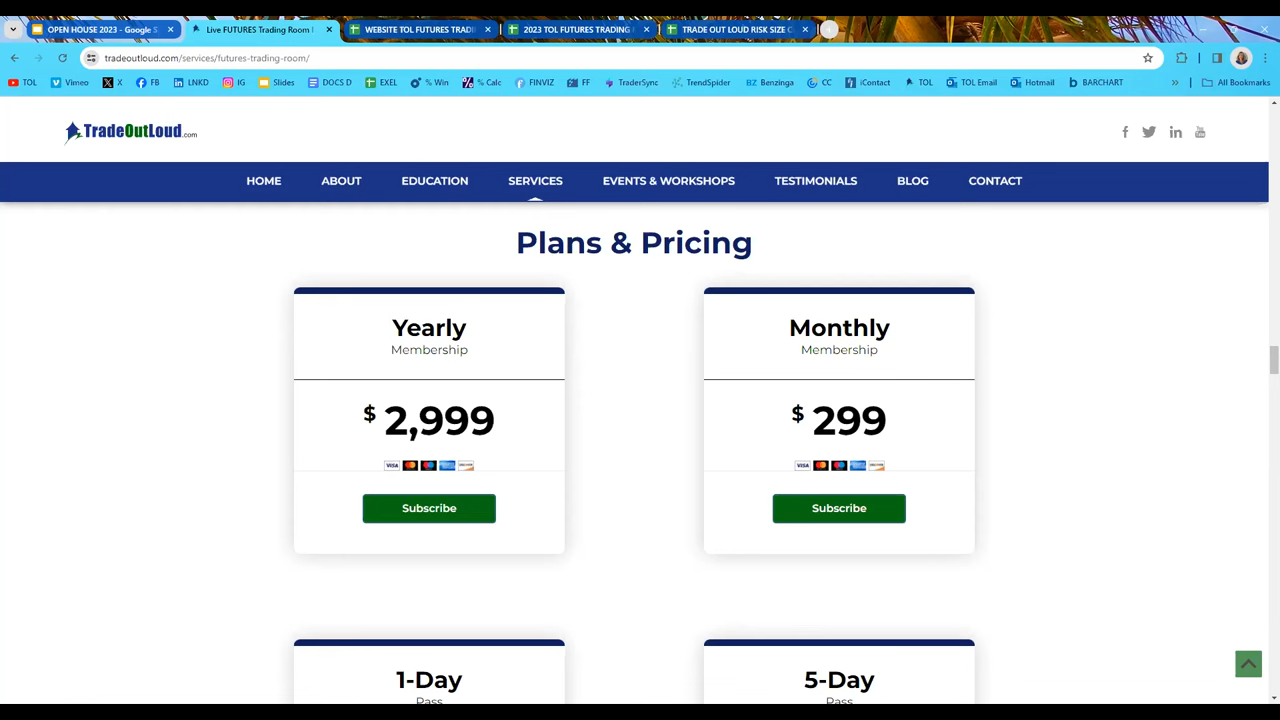 OPEN HOUSE 2023 - Google S
Live FUTURES Trading Room
WEBSITE TOL FUTURES TRADI
2023 TOL FUTURES TRADING
TRADE OUT LOUD RISK SIZE C
tradeoutloud.com/services/futures-trading-room/
TOL
Vimeo
X
FB
LNKD
IG
Slides
DOCS D
EXEL
% Win
% Calc
FINVIZ
FF
TraderSync
TrendSpider
Benzinga
CC
iContact
TOL
TOL Email
Hotmail
BARCHART
»
All Bookmarks
TradeOutLoud.com
HOME
ABOUT
EDUCATION
SERVICES
EVENTS & WORKSHOPS
TESTIMONIALS
BLOG
CONTACT
Plans & Pricing
Yearly
Membership
$ 2,999
VISA
Subscribe
Monthly
Membership
$ 299
VISA
Subscribe
1-Day
Pass
5-Day
Pass